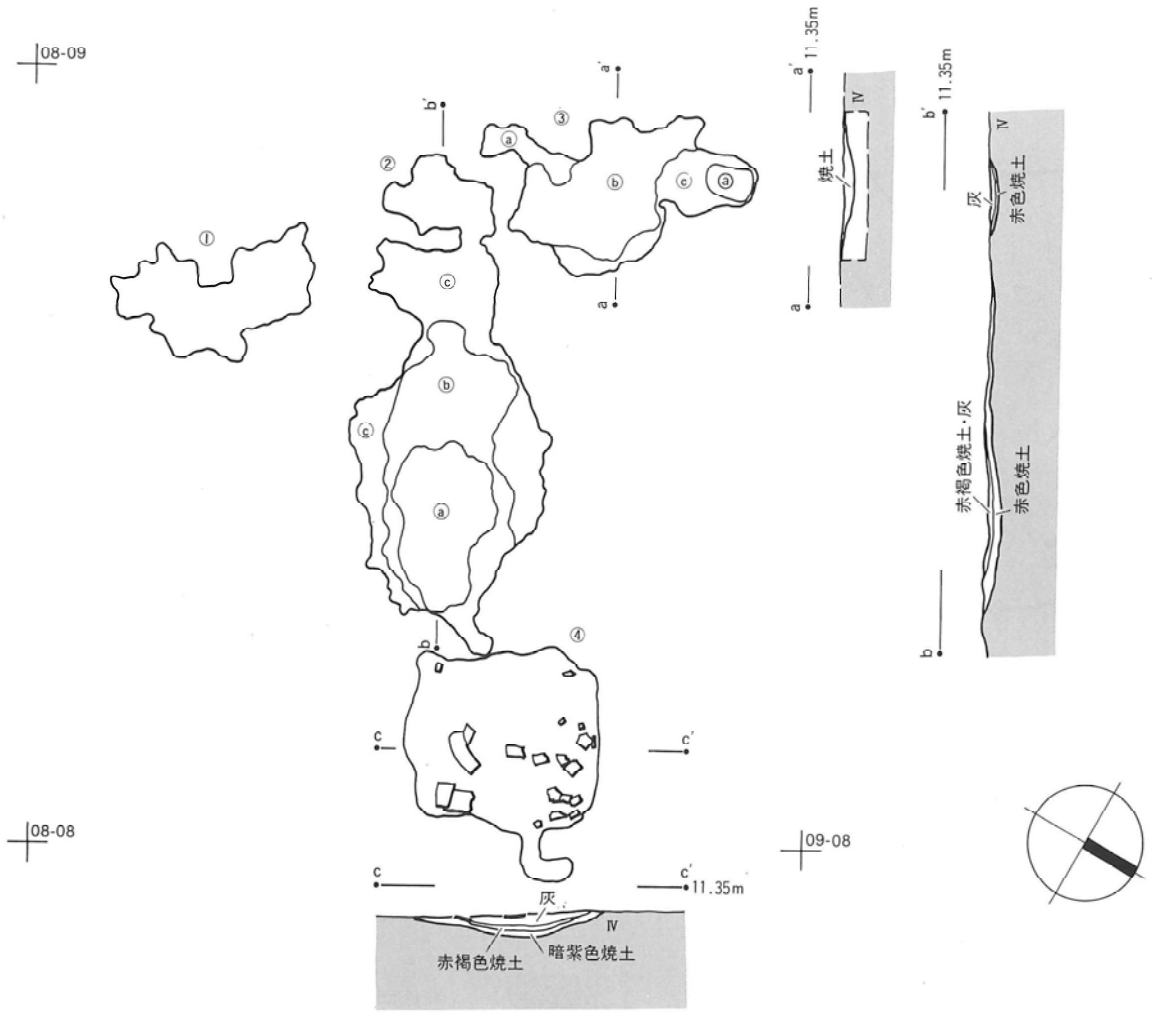 08-09
①
②
b'
③
ⓐ
a'
ⓑ
ⓒ
ⓐ
ⓒ
ⓑ
ⓒ
ⓐ
a
b
④
c
c'
a'
11.35m
Ⅳ
焼土
a
b'
11.35m
Ⅳ
灰
赤色焼土
赤褐色焼土・灰
赤色焼土
b
08-08
09-08
c
c'
11.35m
灰
Ⅳ
赤褐色焼土
暗紫色焼土